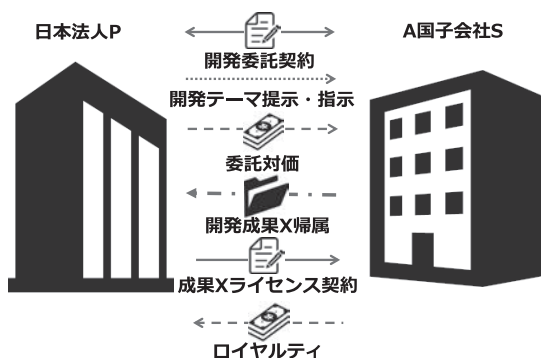 日本法人P
A国子会社S
開発委託契約
開発テーマ提示・指示
委託対価
開発成果X帰属
成果Xライセンス契約
ロイヤルティ